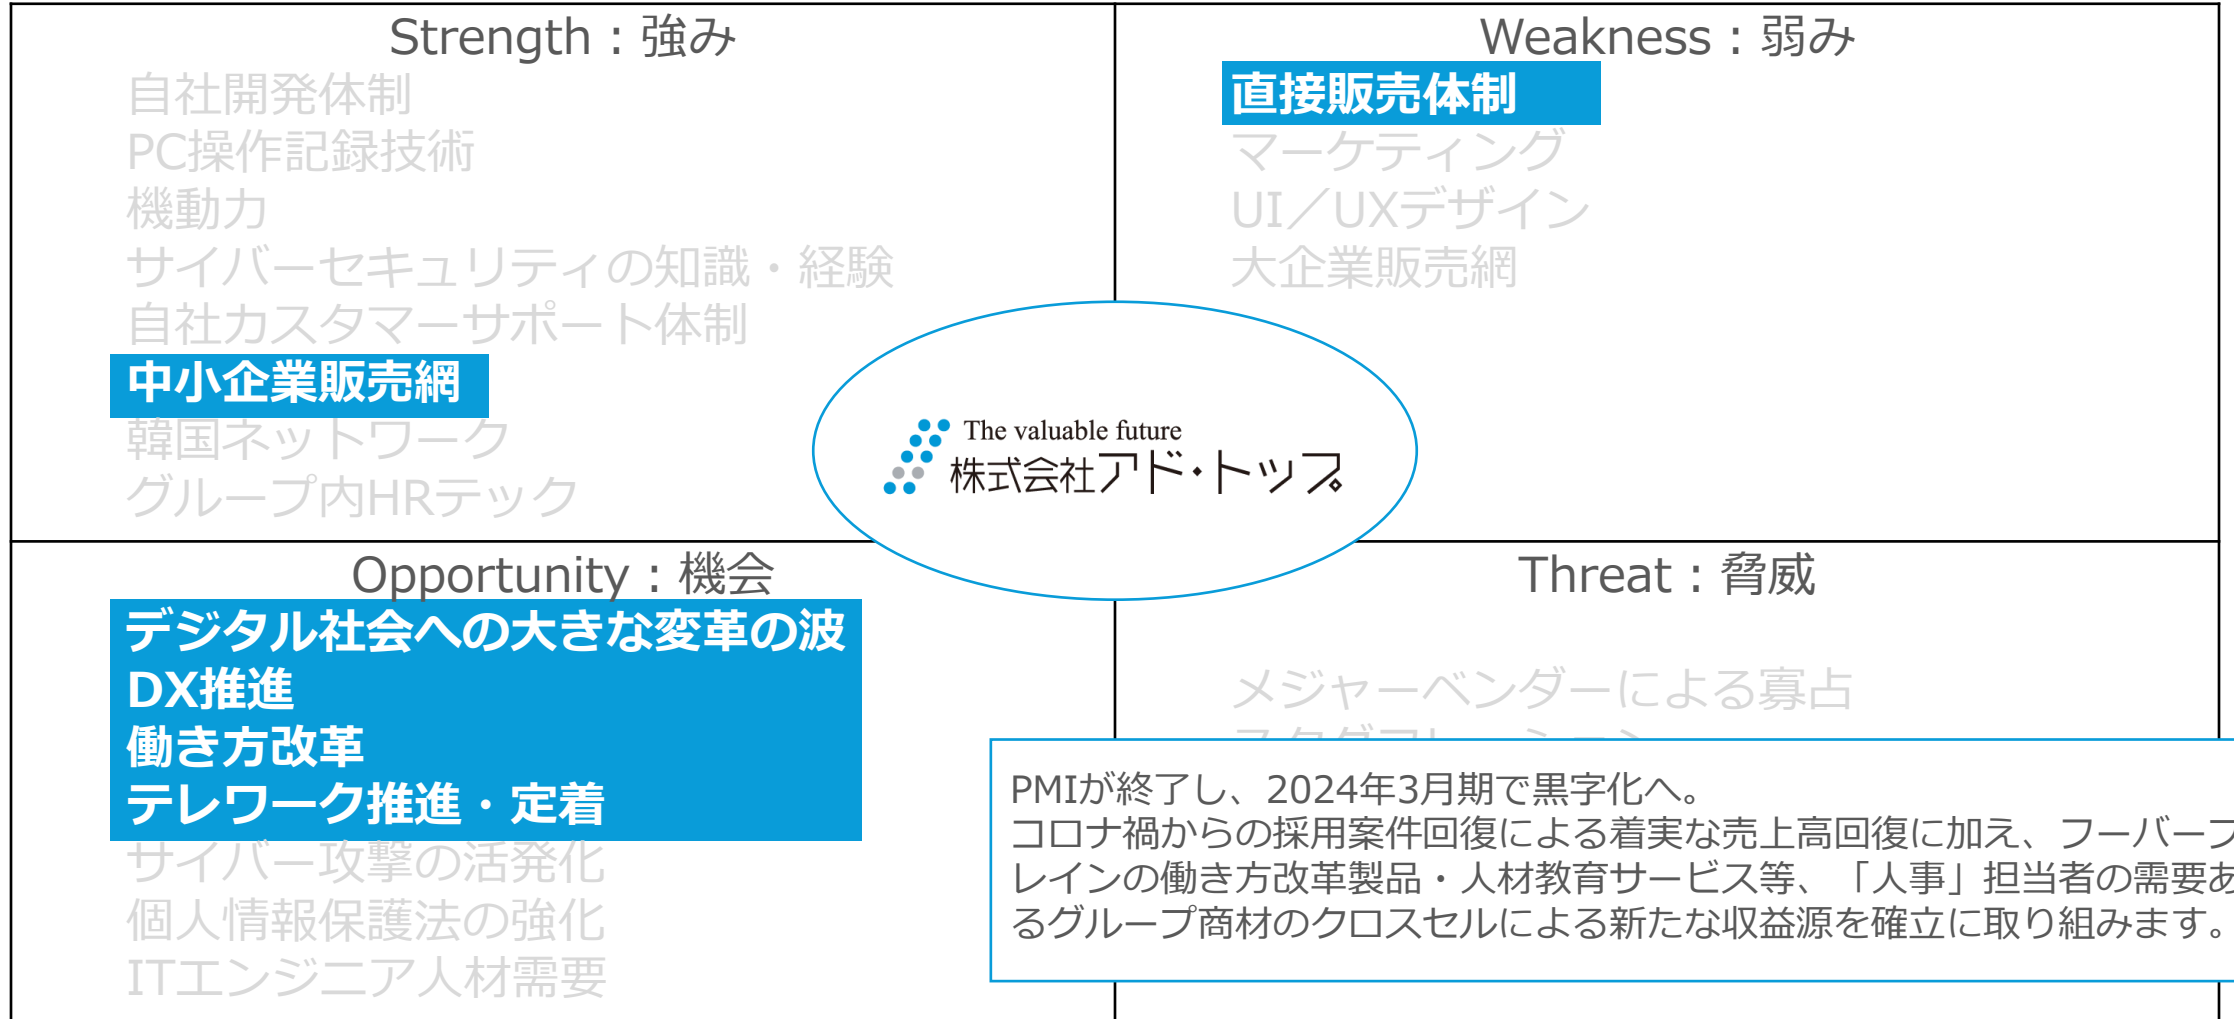 Strength：強み
自社開発体制
PC操作記録技術
機動力
サイバーセキュリティの知識・経験
自社カスタマーサポート体制
中小企業販売網
韓国ネットワーク
グループ内HRテック
Weakness：弱み
直接販売体制
マーケティング
UI／UXデザイン
大企業販売網
The valuable future
株式会社アド・トップ
Opportunity：機会
デジタル社会への大きな変革の波
DX推進
働き方改革
テレワーク推進・定着
サイバー攻撃の活発化
個人情報保護法の強化
ITエンジニア人材需要
Threat：脅威
メジャーベンダーによる寡占
PMIが終了し、2024年3月期で黒字化へ。
コロナ禍からの採用案件回復による着実な売上高回復に加え、フーバーブ
レインの働き方改革製品・人材教育サービス等、「人事」担当者の需要あ
るグループ商材のクロスセルによる新たな収益源を確立に取り組みます。